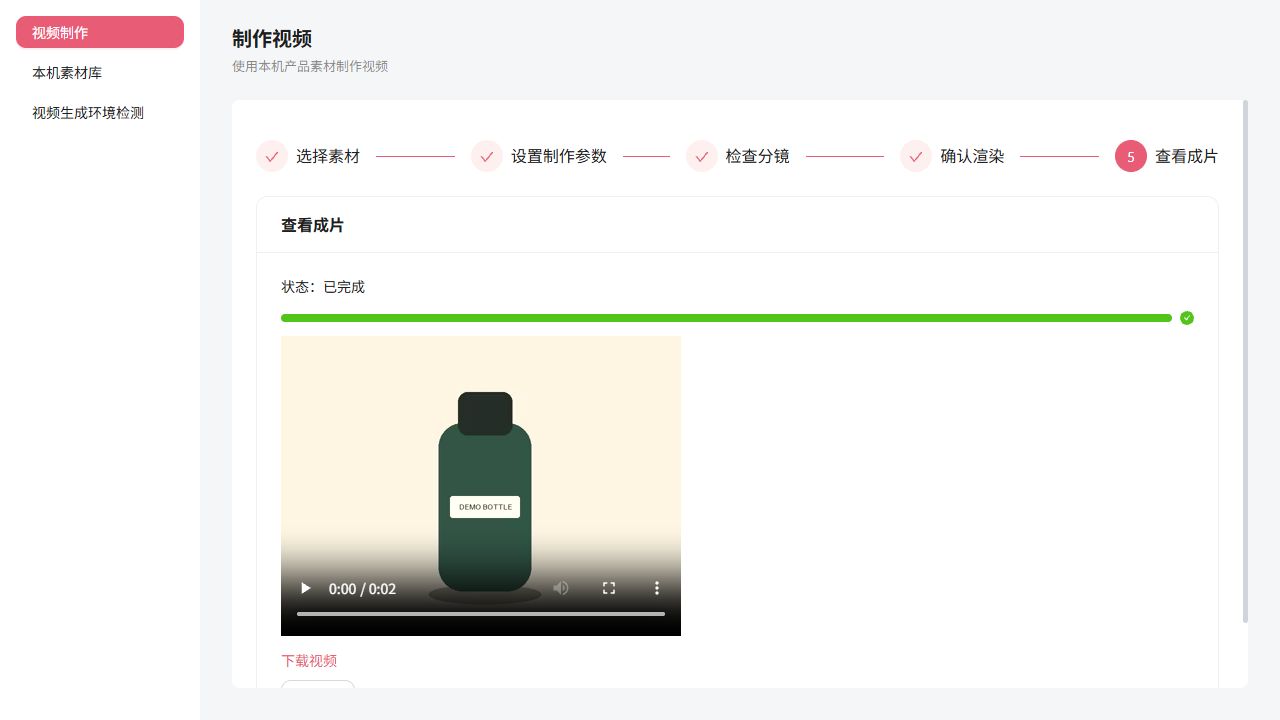 视频制作
本机素材库
视频生成环境检测
制作视频
使用本机产品素材制作视频
选择素材
设置制作参数
检查分镜
确认渲染
5 查看成片
查看成片
状态：已完成
DEMO BOTTLE
0:00 / 0:02
下载视频